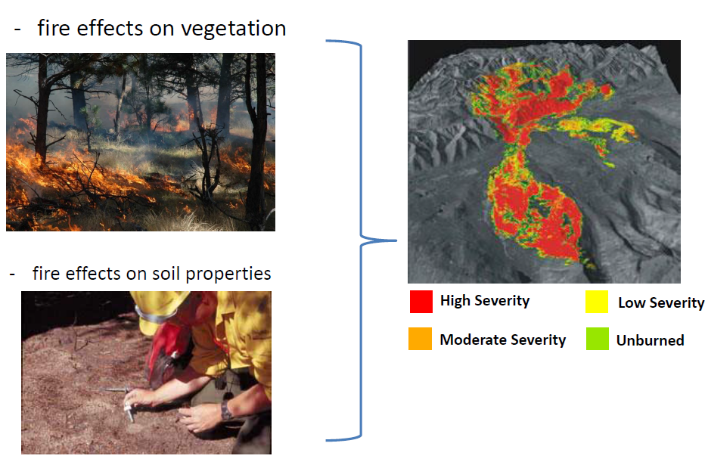 - fire effects on vegetation
- fire effects on soil properties
High Severity
Low Severity
Moderate Severity
Unburned